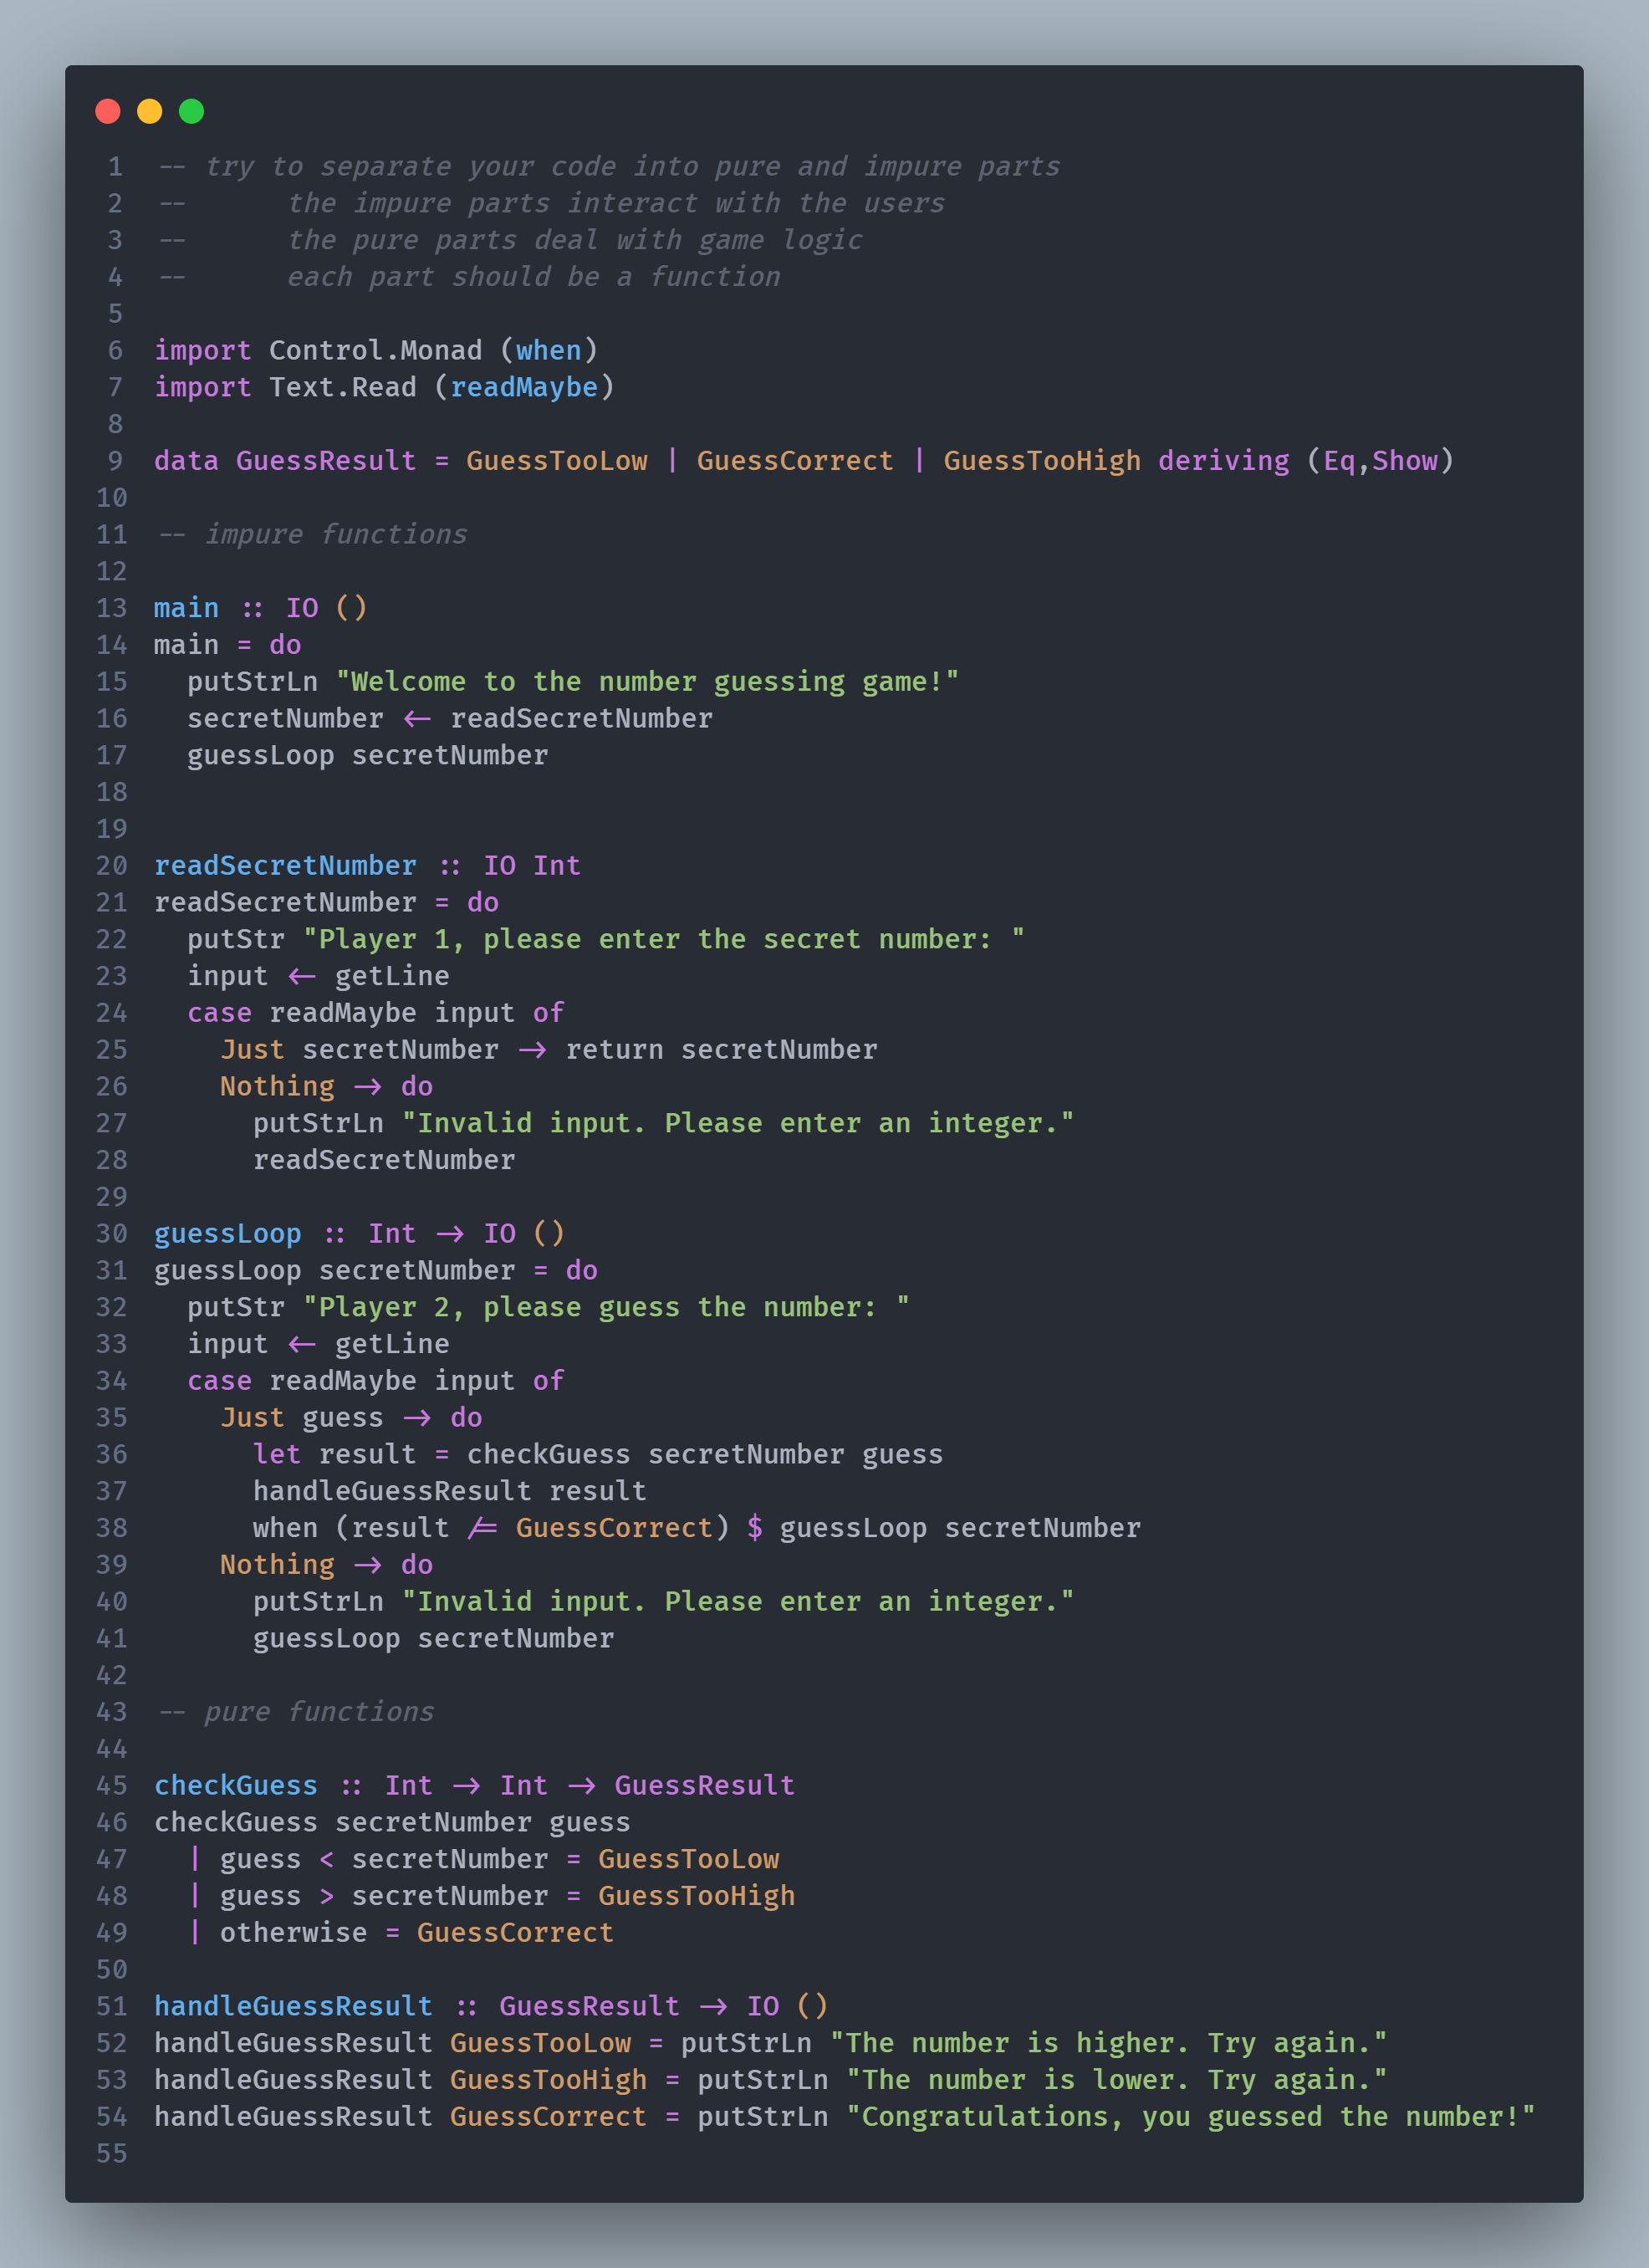 1 -- try to separate your code into pure and impure parts
2 --      the impure parts interact with the users
3 --      the pure parts deal with game logic
4 --      each part should be a function
5
6 import Control.Monad (when)
7 import Text.Read (readMaybe)
8
9 data GuessResult = GuessTooLow | GuessCorrect | GuessTooHigh deriving (Eq,Show)
10
11 -- impure functions
12
13 main :: IO ()
14 main = do
15   putStrLn "Welcome to the number guessing game!"
16   secretNumber <- readSecretNumber
17   guessLoop secretNumber
18
19
20 readSecretNumber :: IO Int
21 readSecretNumber = do
22   putStr "Player 1, please enter the secret number: "
23   input <- getLine
24   case readMaybe input of
25     Just secretNumber -> return secretNumber
26     Nothing -> do
27       putStrLn "Invalid input. Please enter an integer."
28       readSecretNumber
29
30 guessLoop :: Int -> IO ()
31 guessLoop secretNumber = do
32   putStr "Player 2, please guess the number: "
33   input <- getLine
34   case readMaybe input of
35     Just guess -> do
36       let result = checkGuess secretNumber guess
37       handleGuessResult result
38       when (result /= GuessCorrect) $ guessLoop secretNumber
39     Nothing -> do
40       putStrLn "Invalid input. Please enter an integer."
41       guessLoop secretNumber
42
43 -- pure functions
44
45 checkGuess :: Int -> Int -> GuessResult
46 checkGuess secretNumber guess
47   | guess < secretNumber = GuessTooLow
48   | guess > secretNumber = GuessTooHigh
49   | otherwise = GuessCorrect
50
51 handleGuessResult :: GuessResult -> IO ()
52 handleGuessResult GuessTooLow = putStrLn "The number is higher. Try again."
53 handleGuessResult GuessTooHigh = putStrLn "The number is lower. Try again."
54 handleGuessResult GuessCorrect = putStrLn "Congratulations, you guessed the number!"
55